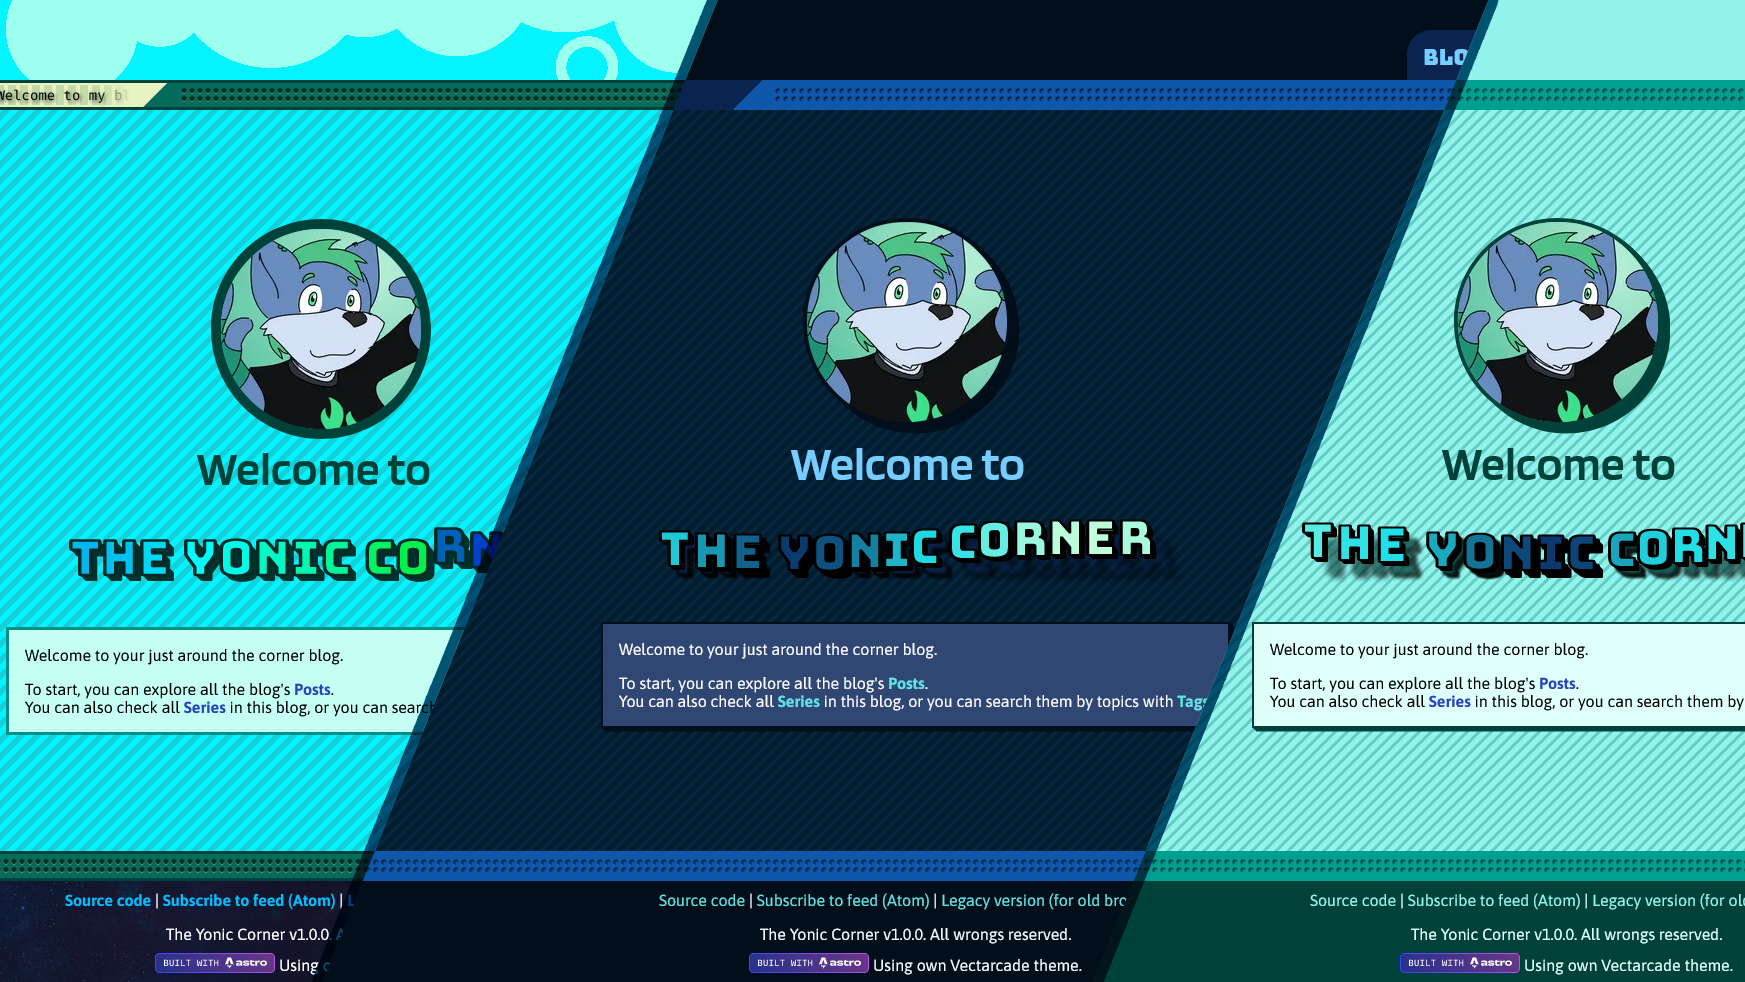 BLO
Welcome to my bl
Welcome to
THE YONIC CORN
Welcome to your just around the corner blog.
To start, you can explore all the blog's Posts.
You can also check all Series in this blog, or you can search
Source code | Subscribe to feed (Atom) | L
The Yonic Corner v1.0.0. A
BUILT WITH astro Using o
Welcome to
THE YONIC CORNER
Welcome to your just around the corner blog.
To start, you can explore all the blog's Posts.
You can also check all Series in this blog, or you can search them by topics with Tags
Source code | Subscribe to feed (Atom) | Legacy version (for old bro
The Yonic Corner v1.0.0. All wrongs reserved.
BUILT WITH astro Using own Vectarcade theme.
Welcome to
THE YONIC CORN
Welcome to your just around the corner blog.
To start, you can explore all the blog's Posts.
You can also check all Series in this blog, or you can search them by
Source code | Subscribe to feed (Atom) | Legacy version (for old
The Yonic Corner v1.0.0. All wrongs reserved.
BUILT WITH astro Using own Vectarcade theme.